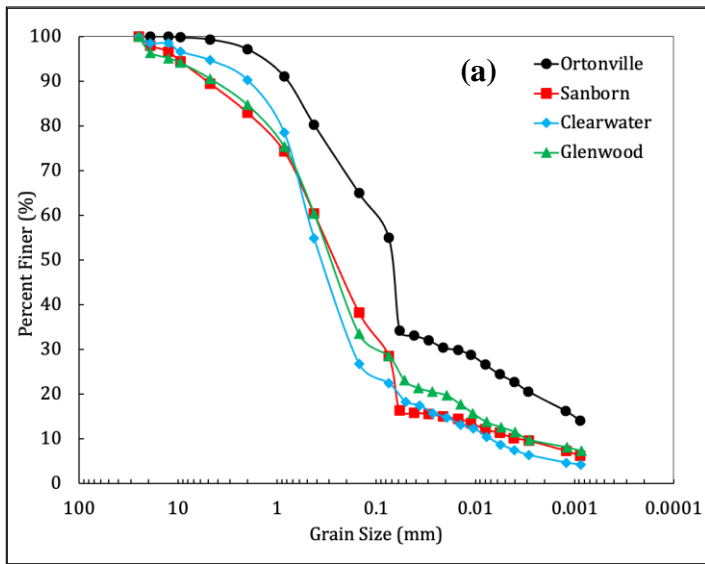 (a)
Ortonville
Sanborn
Clearwater
Glenwood
Percent Finer (%)
100
90
80
70
60
50
40
30
20
10
0
100 10 1 0.1 0.01 0.001 0.0001
Grain Size (mm)